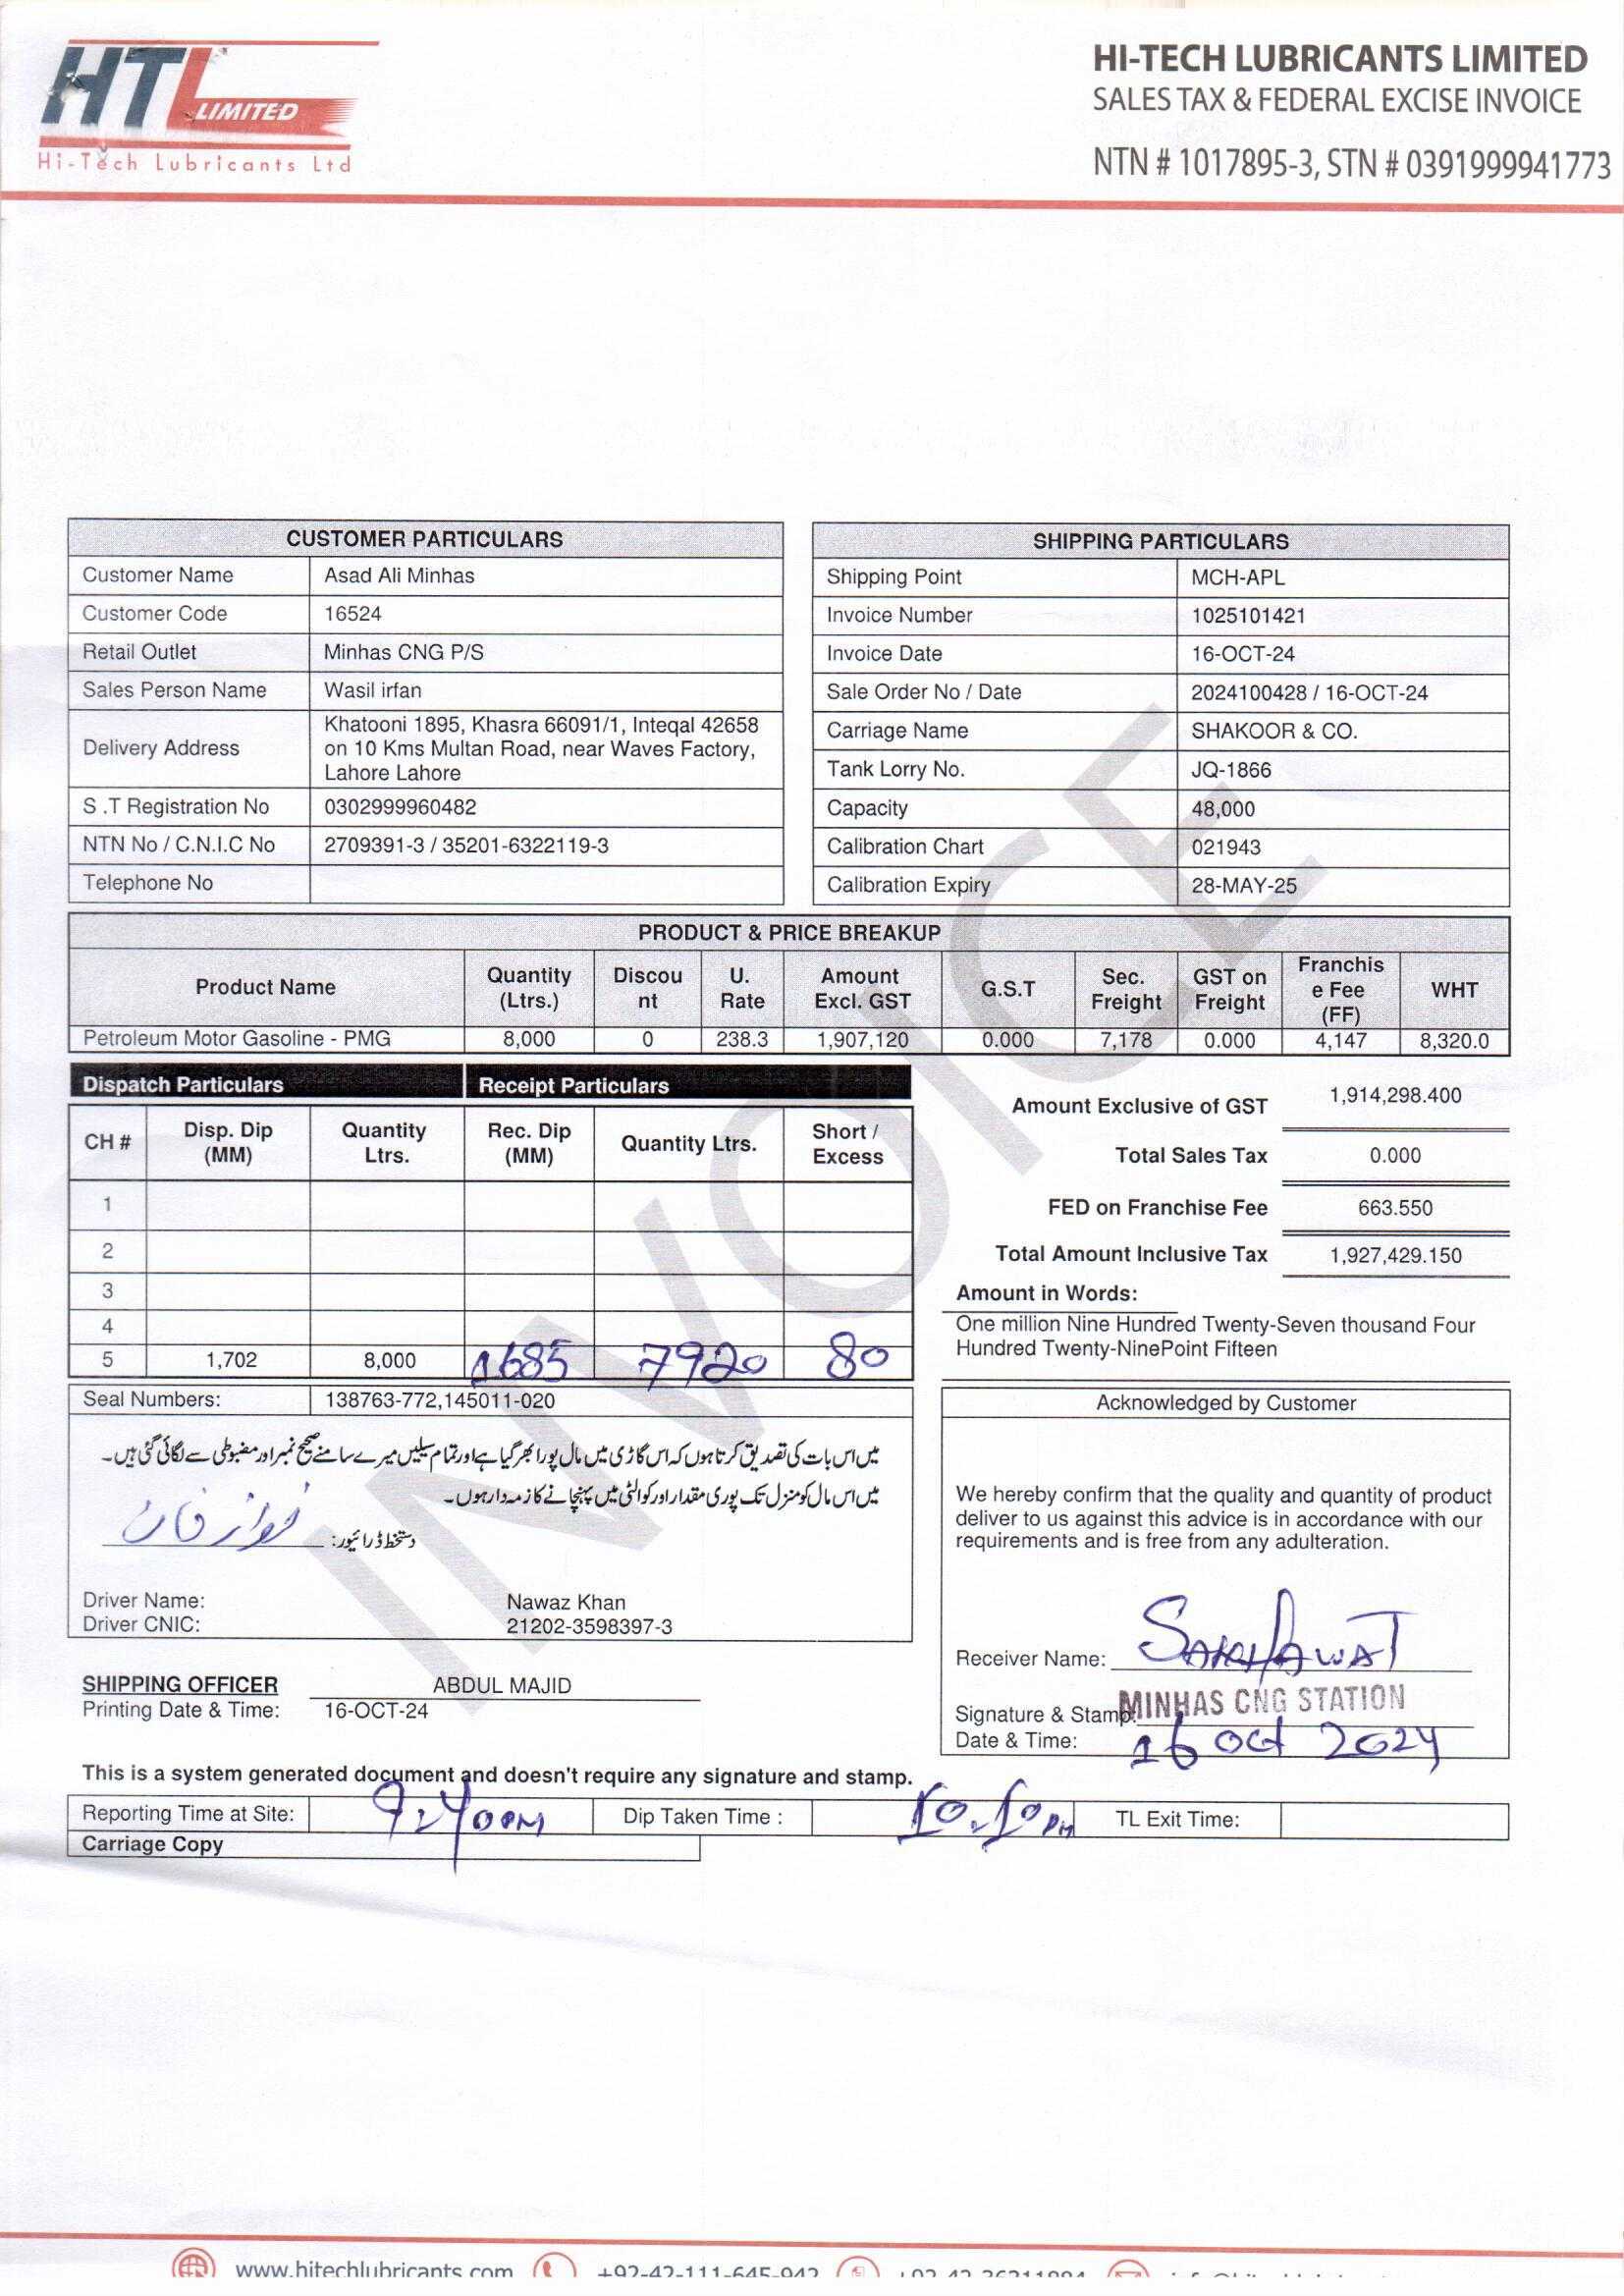 HTL LIMITED
Hi-Tech Lubricants Ltd
HI-TECH LUBRICANTS LIMITED
SALES TAX & FEDERAL EXCISE INVOICE
NTN # 1017895-3, STN # 0391999941773
CUSTOMER PARTICULARS
Customer Name Asad Ali Minhas
Customer Code 16524
Retail Outlet Minhas CNG P/S
Sales Person Name Wasil irfan
Delivery Address Khatooni 1895, Khasra 66091/1, Inteqal 42658
on 10 Kms Multan Road, near Waves Factory,
Lahore Lahore
S .T Registration No 0302999960482
NTN No / C.N.I.C No 2709391-3 / 35201-6322119-3
Telephone No
SHIPPING PARTICULARS
Shipping Point MCH-APL
Invoice Number 1025101421
Invoice Date 16-OCT-24
Sale Order No / Date 2024100428 / 16-OCT-24
Carriage Name SHAKOOR & CO.
Tank Lorry No. JQ-1866
Capacity 48,000
Calibration Chart 021943
Calibration Expiry 28-MAY-25
INVOICE
PRODUCT & PRICE BREAKUP
Product Name Quantity (Ltrs.) Discou nt U. Rate Amount Excl. GST G.S.T Sec. Freight GST on Freight Franchis e Fee (FF) WHT
Petroleum Motor Gasoline - PMG 8,000 0 238.3 1,907,120 0.000 7,178 0.000 4,147 8,320.0
Dispatch Particulars Receipt Particulars
CH # Disp. Dip (MM) Quantity Ltrs. Rec. Dip (MM) Quantity Ltrs. Short / Excess
1
2
3
4
5 1,702 8,000 1685 7920 80
Amount Exclusive of GST 1,914,298.400
Total Sales Tax 0.000
FED on Franchise Fee 663.550
Total Amount Inclusive Tax 1,927,429.150
Amount in Words:
One million Nine Hundred Twenty-Seven thousand Four
Hundred Twenty-NinePoint Fifteen
Seal Numbers: 138763-772,145011-020
میں اس بات کی تصدیق کرتا ہوں کہ اس گاڑی میں مال پورا بھر گیا ہے اور تمام سیلیں میرے سامنے صحیح نمبر اور مضبوطی سے لگائی گئی ہیں۔
میں اس مال کو منزل تک پوری مقدار اور کوالٹی میں پہنچانے کا زمہ دار ہوں۔
دستخط ڈرائیور: نواز خان
Driver Name: Nawaz Khan
Driver CNIC: 21202-3598397-3
Acknowledged by Customer
We hereby confirm that the quality and quantity of product
deliver to us against this advice is in accordance with our
requirements and is free from any adulteration.
Receiver Name: SAKHAWAT
Signature & Stamp: MINHAS CNG STATION
Date & Time: 16 Oct 2024
SHIPPING OFFICER ABDUL MAJID
Printing Date & Time: 16-OCT-24
This is a system generated document and doesn't require any signature and stamp.
Reporting Time at Site: 9:40 PM Dip Taken Time : 10:10 PM TL Exit Time:
Carriage Copy
www.hitechlubricants.com +92-42-111-645-942